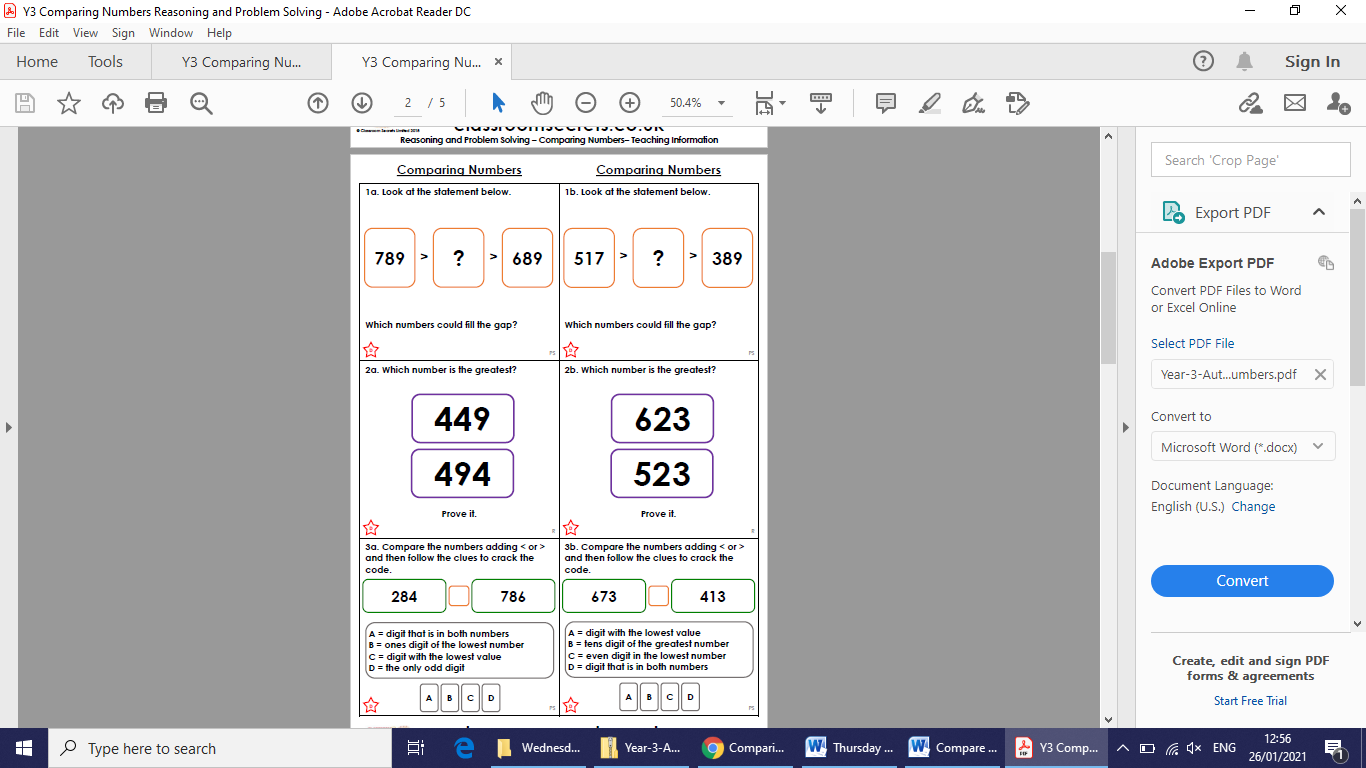 Y3 Comparing Numbers Reasoning and Problem Solving - Adobe Acrobat Reader DC
File Edit View Sign Window Help
Home Tools Y3 Comparing Nu... Y3 Comparing Nu... ×
Sign In
2 / 5 50.4%
© Classroom Secrets Limited 2018
classroomsecrets.co.uk
Reasoning and Problem Solving – Comparing Numbers– Teaching Information
Comparing Numbers
1a. Look at the statement below.
789 > ? > 689
Which numbers could fill the gap?
D PS
Comparing Numbers
1b. Look at the statement below.
517 > ? > 389
Which numbers could fill the gap?
D PS
2a. Which number is the greatest?
449
494
Prove it.
D R
2b. Which number is the greatest?
623
523
Prove it.
D R
3a. Compare the numbers adding < or >
and then follow the clues to crack the
code.
284 786
A = digit that is in both numbers
B = ones digit of the lowest number
C = digit with the lowest value
D = the only odd digit
A B C D
D PS
3b. Compare the numbers adding < or >
and then follow the clues to crack the
code.
673 413
A = digit with the lowest value
B = tens digit of the greatest number
C = even digit in the lowest number
D = digit that is in both numbers
A B C D
D PS
Search 'Crop Page'
Export PDF
Adobe Export PDF
Convert PDF Files to Word
or Excel Online
Select PDF File
Year-3-Aut...umbers.pdf
Convert to
Microsoft Word (*.docx)
Document Language:
English (U.S.) Change
Convert
Create, edit and sign PDF
forms & agreements
Start Free Trial
Type here to search
Wednesd...
Year-3-A...
Compari...
Thursday ...
Compare ...
Y3 Comp...
ENG
12:56
26/01/2021
1